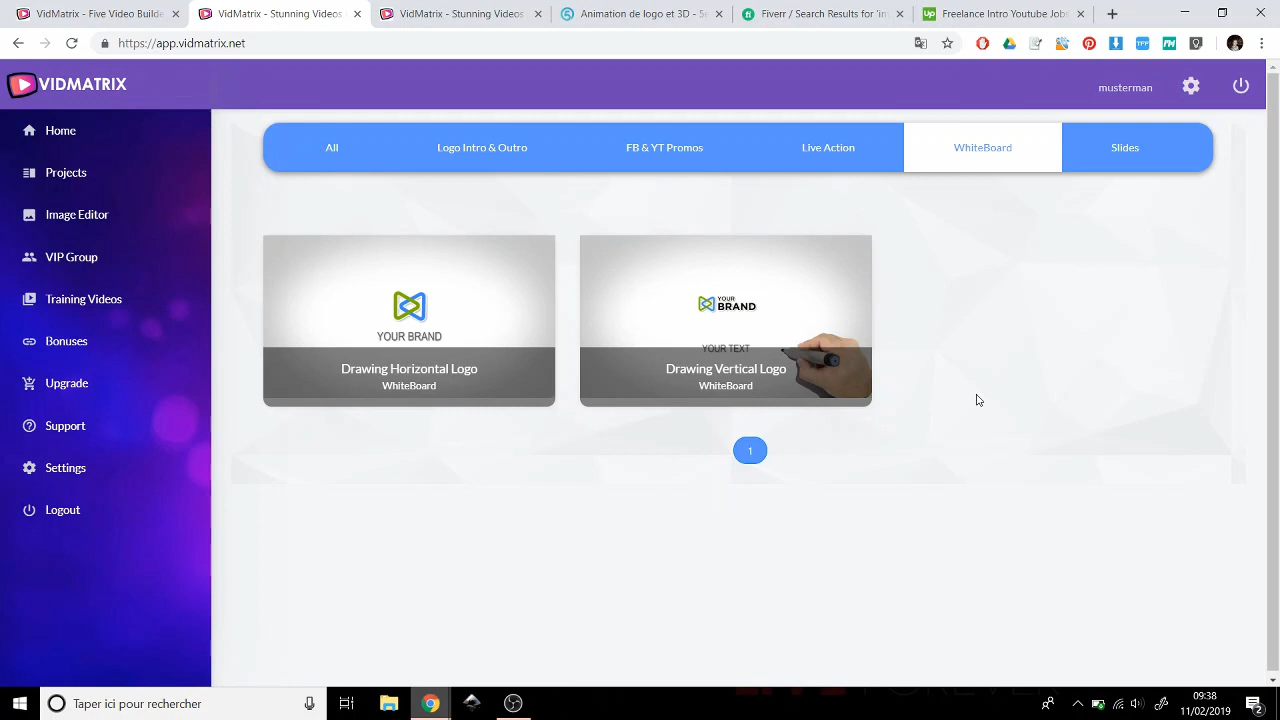 VidMatrix - Five Video Builde
VidMatrix - Stunning Videos
VidMatrix - Stunning Videos
Animation de logo et 3D - 5e
Fiverr / Search Results for 'in
Freelance Intro Youtube Jobs
https://app.vidmatrix.net
VIDMATRIX
musterman
Home
Projects
Image Editor
VIP Group
Training Videos
Bonuses
Upgrade
Support
Settings
Logout
All
Logo Intro & Outro
FB & YT Promos
Live Action
WhiteBoard
Slides
YOUR BRAND
Drawing Horizontal Logo
WhiteBoard
YOUR
BRAND
YOUR TEXT
Drawing Vertical Logo
WhiteBoard
1
Taper ici pour rechercher
09:38
11/02/2019
2